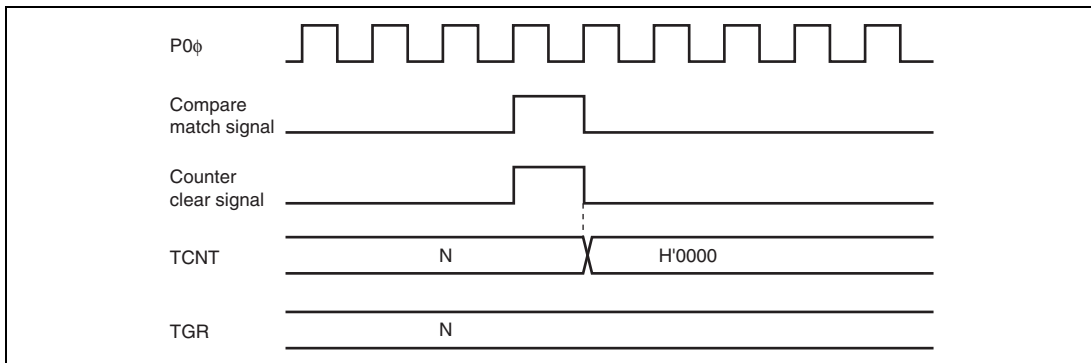 P0ϕ
Compare
match signal
Counter
clear signal
TCNT
N
H'0000
TGR
N